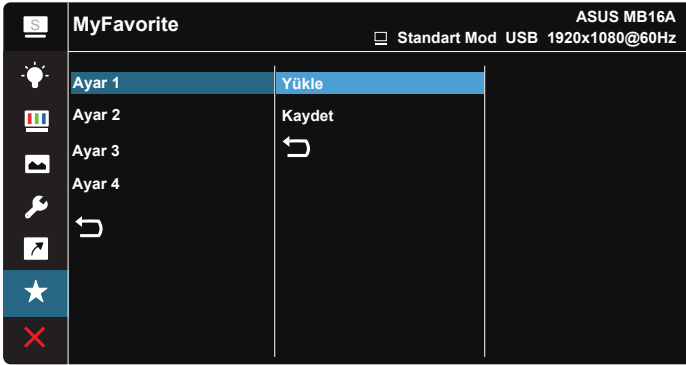 S
MyFavorite
ASUS MB16A
Standart Mod USB 1920x1080@60Hz
Ayar 1
Yükle
Ayar 2
Kaydet
Ayar 3
Ayar 4